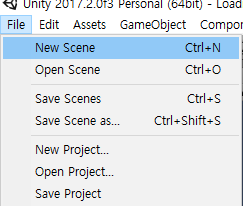 Unity 2017.2.0f3 Personal (64bit) - Load
File Edit Assets GameObject Compo
New Scene Ctrl+N
Open Scene Ctrl+O
Save Scenes Ctrl+S
Save Scene as... Ctrl+Shift+S
New Project...
Open Project...
Save Project